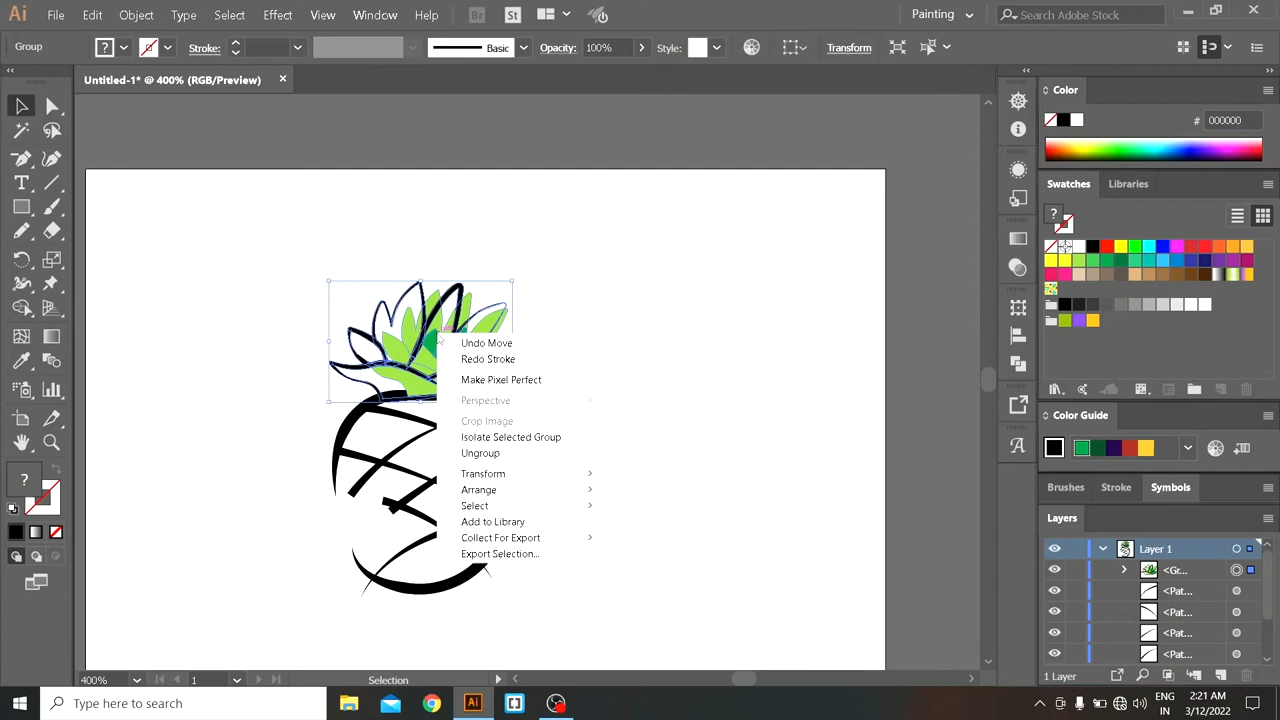 Ai File Edit Object Type Select Effect View Window Help Br St Painting Search Adobe Stock
Group ? Stroke: Basic Opacity: 100% Style: Transform
Untitled-1* @ 400% (RGB/Preview)
Color
# 000000
Swatches Libraries
?
Undo Move
Redo Stroke
Make Pixel Perfect
Perspective
Crop Image
Isolate Selected Group
Ungroup
Transform
Arrange
Select
Add to Library
Collect For Export
Export Selection...
Color Guide
Brushes Stroke Symbols
Layers
Layer 1
<Gr...
<Pat...
<Pat...
<Pat...
<Pat...
1 Layer
?
400% 1 Selection
Type here to search
Ai
ENG
IN
2:21 AM
3/12/2022